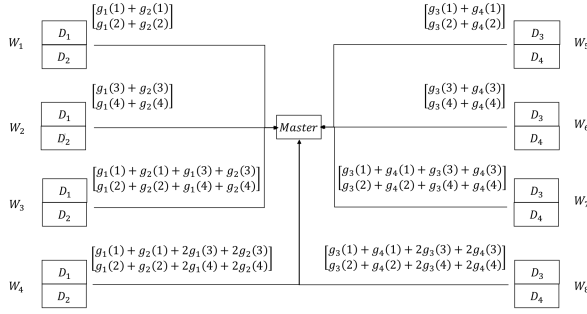 [g₁(1) + g₂(1)]
[g₁(2) + g₂(2)]
W₁
D₁
D₂
[g₁(3) + g₂(3)]
[g₁(4) + g₂(4)]
W₂
D₁
D₂
[g₁(1) + g₂(1) + g₁(3) + g₂(3)]
[g₁(2) + g₂(2) + g₁(4) + g₂(4)]
W₃
D₁
D₂
[g₁(1) + g₂(1) + 2g₁(3) + 2g₂(3)]
[g₁(2) + g₂(2) + 2g₁(4) + 2g₂(4)]
W₄
D₁
D₂
Master
[g₃(1) + g₄(1)]
[g₃(2) + g₄(2)]
D₃
D₄
W₅
[g₃(3) + g₄(3)]
[g₃(4) + g₄(4)]
D₃
D₄
W₆
[g₃(1) + g₄(1) + g₃(3) + g₄(3)]
[g₃(2) + g₄(2) + g₃(4) + g₄(4)]
D₃
D₄
W
[g₃(1) + g₄(1) + 2g₃(3) + 2g₄(3)]
[g₃(2) + g₄(2) + 2g₃(4) + 2g₄(4)]
D₃
D₄
W